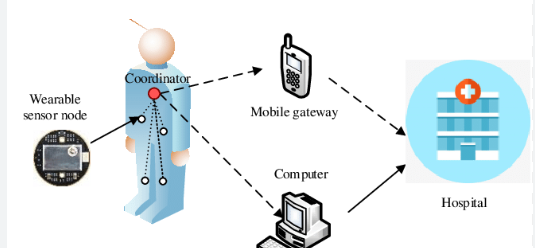 Coordinator
Wearable
sensor node
Mobile gateway
Computer
Hospital